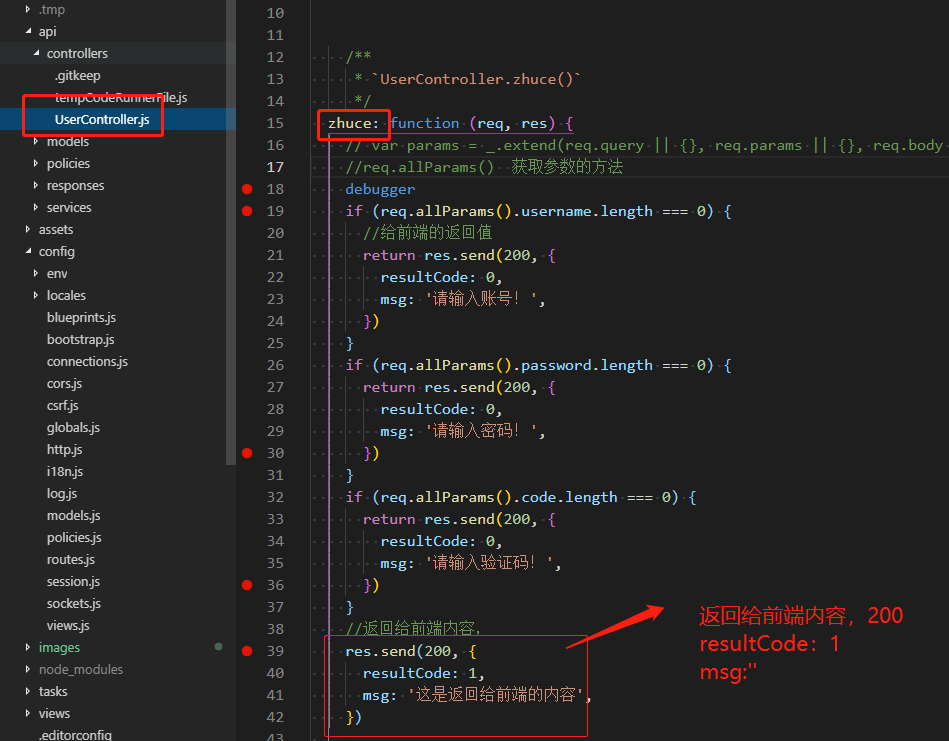 .tmp
api
controllers
.gitkeep
tempCodeRunnerFile.js
UserController.js
models
policies
responses
services
assets
config
env
locales
blueprints.js
bootstrap.js
connections.js
cors.js
csrf.js
globals.js
http.js
i18n.js
log.js
models.js
policies.js
routes.js
session.js
sockets.js
views.js
images
node_modules
tasks
views
.editorconfig
10
11
12 /**
13 * `UserController.zhuce()`
14 */
15 zhuce: function (req, res) {
16 // var params = _.extend(req.query || {}, req.params || {}, req.body
17 //req.allParams() 获取参数的方法
18 debugger
19 if (req.allParams().username.length === 0) {
20 //给前端的返回值
21 return res.send(200, {
22 resultCode: 0,
23 msg: '请输入账号！',
24 })
25 }
26 if (req.allParams().password.length === 0) {
27 return res.send(200, {
28 resultCode: 0,
29 msg: '请输入密码！',
30 })
31 }
32 if (req.allParams().code.length === 0) {
33 return res.send(200, {
34 resultCode: 0,
35 msg: '请输入验证码！',
36 })
37 }
38 //返回给前端内容，
39 res.send(200, {
40 resultCode: 1,
41 msg: '这是返回给前端的内容',
42 })
43
返回给前端内容，200
resultCode：1
msg:''